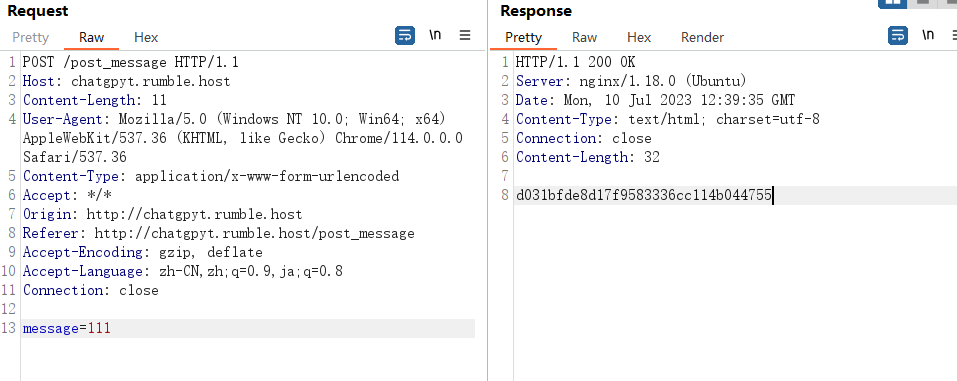 Request
Pretty Raw Hex \n
1 POST /post_message HTTP/1.1
2 Host: chatgpyt.rumble.host
3 Content-Length: 11
4 User-Agent: Mozilla/5.0 (Windows NT 10.0; Win64; x64)
AppleWebKit/537.36 (KHTML, like Gecko) Chrome/114.0.0.0
Safari/537.36
5 Content-Type: application/x-www-form-urlencoded
6 Accept: */*
7 Origin: http://chatgpyt.rumble.host
8 Referer: http://chatgpyt.rumble.host/post_message
9 Accept-Encoding: gzip, deflate
10 Accept-Language: zh-CN,zh;q=0.9,ja;q=0.8
11 Connection: close
12
13 message=111
Response
Pretty Raw Hex Render \n
1 HTTP/1.1 200 OK
2 Server: nginx/1.18.0 (Ubuntu)
3 Date: Mon, 10 Jul 2023 12:39:35 GMT
4 Content-Type: text/html; charset=utf-8
5 Connection: close
6 Content-Length: 32
7
8 d031bfde8d17f9583336cc114b044755